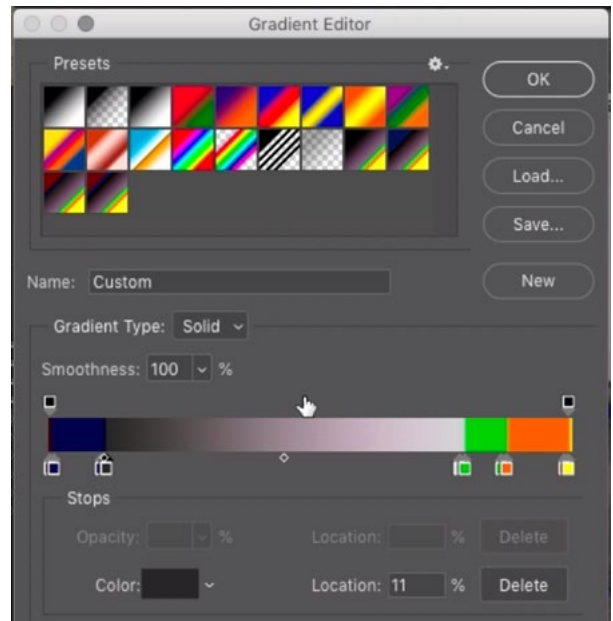 Gradient Editor
Presets
OK
Cancel
Load...
Save...
Name: Custom
New
Gradient Type: Solid
Smoothness: 100 %
Stops
Opacity: % Location: % Delete
Color: Location: 11 % Delete